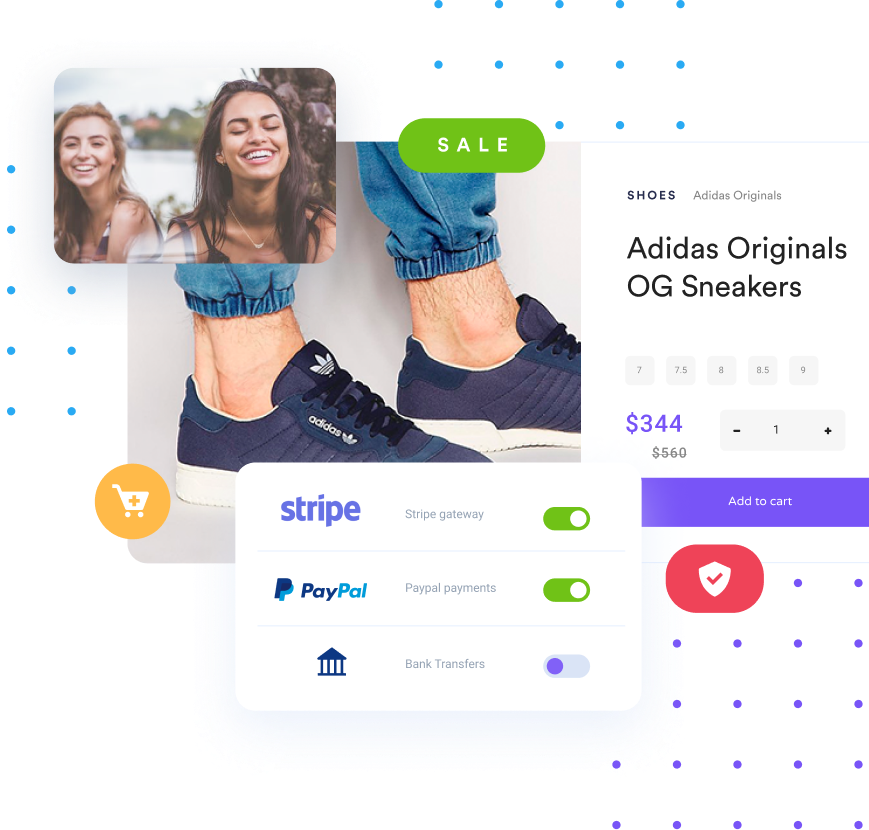 SALE
SHOES Adidas Originals
Adidas Originals
OG Sneakers
7 7.5 8 8.5 9
$344 - 1 +
$560
Add to cart
adidas
stripe Stripe gateway
PayPal Paypal payments
Bank Transfers